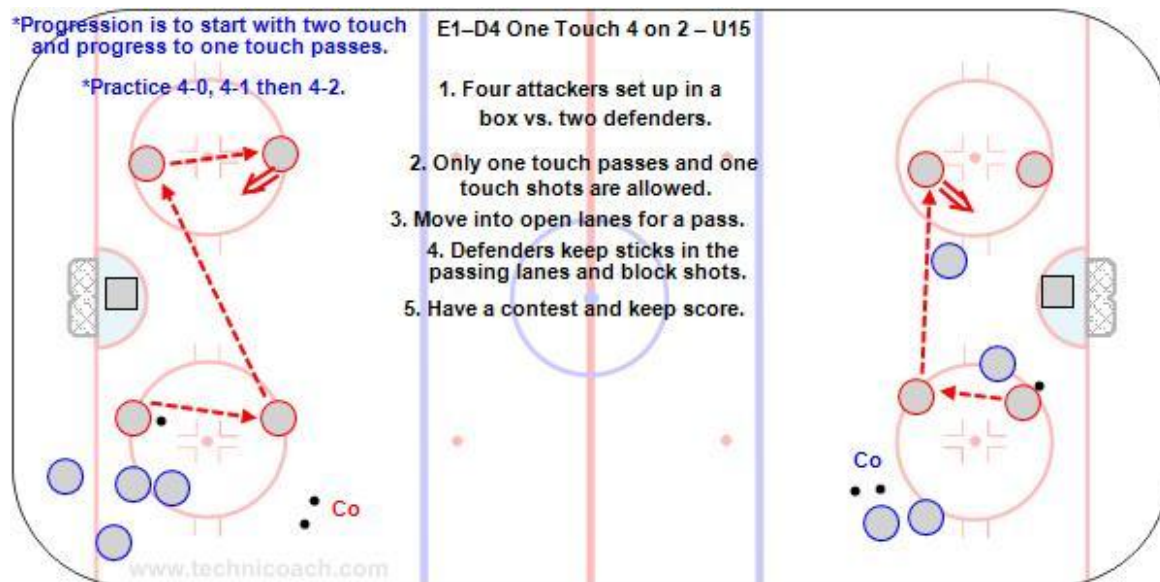 *Progression is to start with two touch
and progress to one touch passes.
*Practice 4-0, 4-1 then 4-2.
E1–D4 One Touch 4 on 2 – U15
1. Four attackers set up in a
box vs. two defenders.
2. Only one touch passes and one
touch shots are allowed.
3. Move into open lanes for a pass.
4. Defenders keep sticks in the
passing lanes and block shots.
5. Have a contest and keep score.
Co
Co
www.technicoach.com